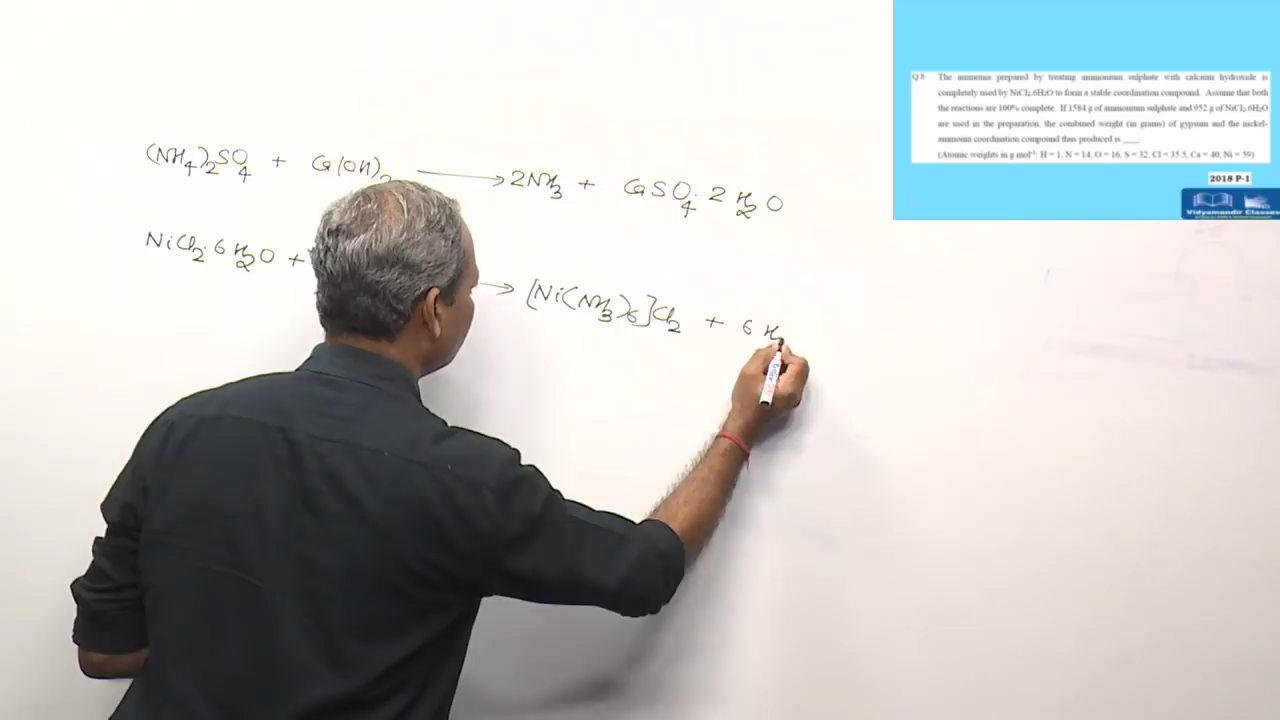 (NH4)2SO4 + Ca(OH)2 → 2NH3 + CaSO4·2H2O
NiCl2·6H2O + → [Ni(NH3)6]Cl2 + 6H2
The ammonia prepared by treating ammonium sulphate with calcium hydroxide is
completely used by NiCl2.6H2O to form a stable coordination compound. Assume that both
the reactions are 100% complete. If 1584 g of ammonium sulphate and 952 g of NiCl2.6H2O
are used in the preparation, the combined weight (in grams) of gypsum and the nickel-
ammonia coordination compound thus produced is ____.
(Atomic weights in g mol-1: H = 1, N = 14, O = 16, S = 32, Cl = 35.5, Ca = 40, Ni = 59)
2018 P-1
Vidyamandir Classes